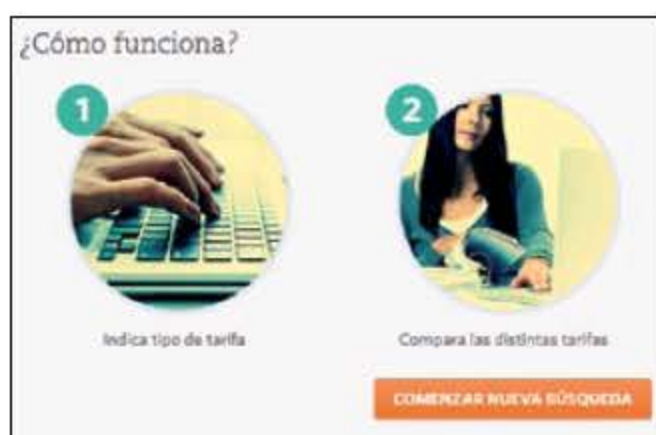 ¿Cómo funciona?
1
2
Indica tipo de tarifa
Compara las distintas tarifas
COMENZAR NUEVA BÚSQUEDA